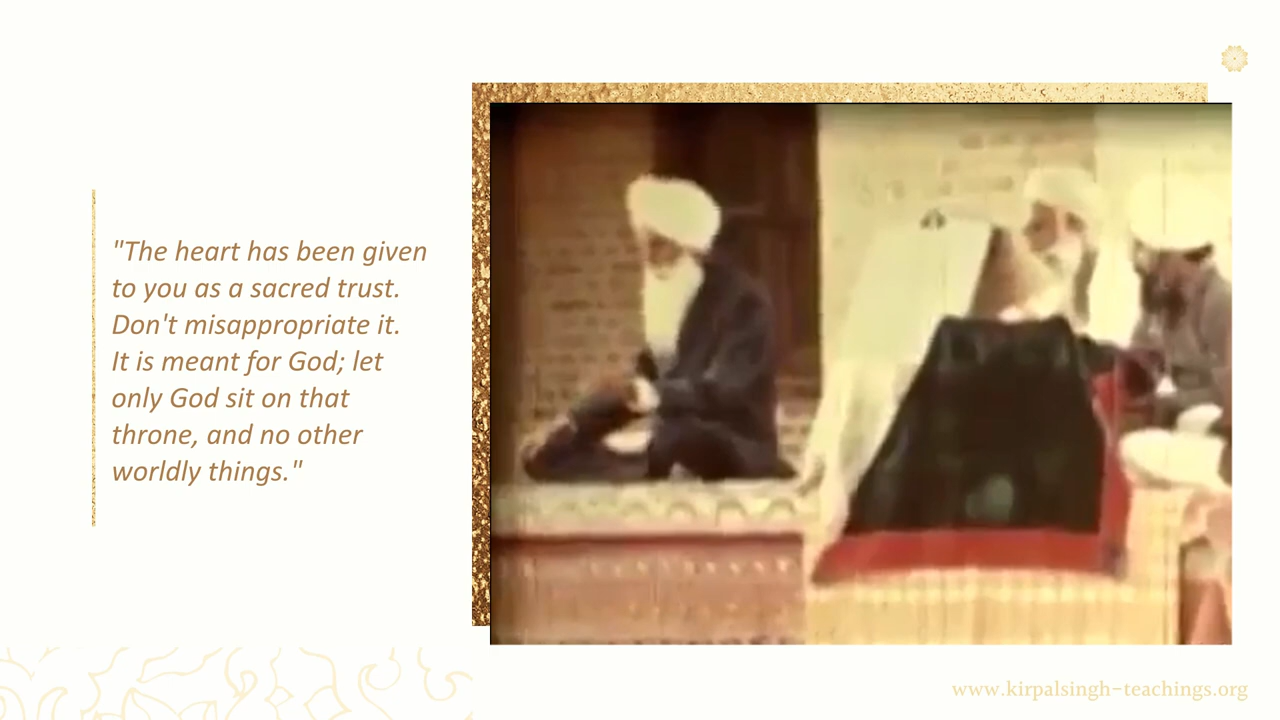 "The heart has been given
to you as a sacred trust.
Don't misappropriate it.
It is meant for God; let
only God sit on that
throne, and no other
worldly things."
www.kirpalsingh-teachings.org